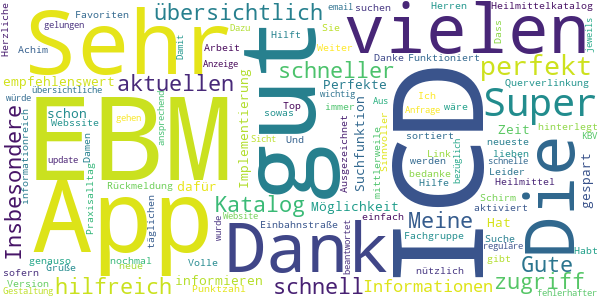 Herzliche
Favoriten
gelungen
Achim
Sehr
empfehlenswert
übersichtlich
Dazu
email
Sie
suchen
Hilft
Weiter
Damit
Arbeit
Anzeige
aktuellen
vielen
Herren
Dass
Heilmittelkatalog
jeweils
Danke
Funktioniert
schneller
Perfekte
perfekt
Querverlinkung
wichtig
immer
Aus
Ich
Anfrage
wäre
Super
hinterlegt
KBV
Insbesondere
würde
übersichtliche
schon
Webssite
informationreich
update
Damen
Praxisalltag
gehen
ansprechend
EBM
Implementierung
gut
Top
sowas
Und
Ausgezeichnet
Suchfunktion
mittlerweile
Sinnvoller
sortiert
Link
werden
bedanke
Hilfe
bezüglich
ICD
Zeit
neueste
lieben
schnelle
Leider
Heilmittel
gespart
Die
Rückmeldung
dafür
Katalog
Möglichkeit
Schirm
aktiviert
App
täglichen
Website
Einbahnstraße
Sicht
Meine
Fachgruppe
Hat
Suche
reguläre
Habt
Dank
einfach
beantwortet
wurde
genauso
Grüße
nochmal
neue
Volle
informieren
sofern
Version
Gestaltung
hilfreich
Punktzahl
schnell
Informationen
nützlich
gibt
Gute
zugriff
fehlerhafter